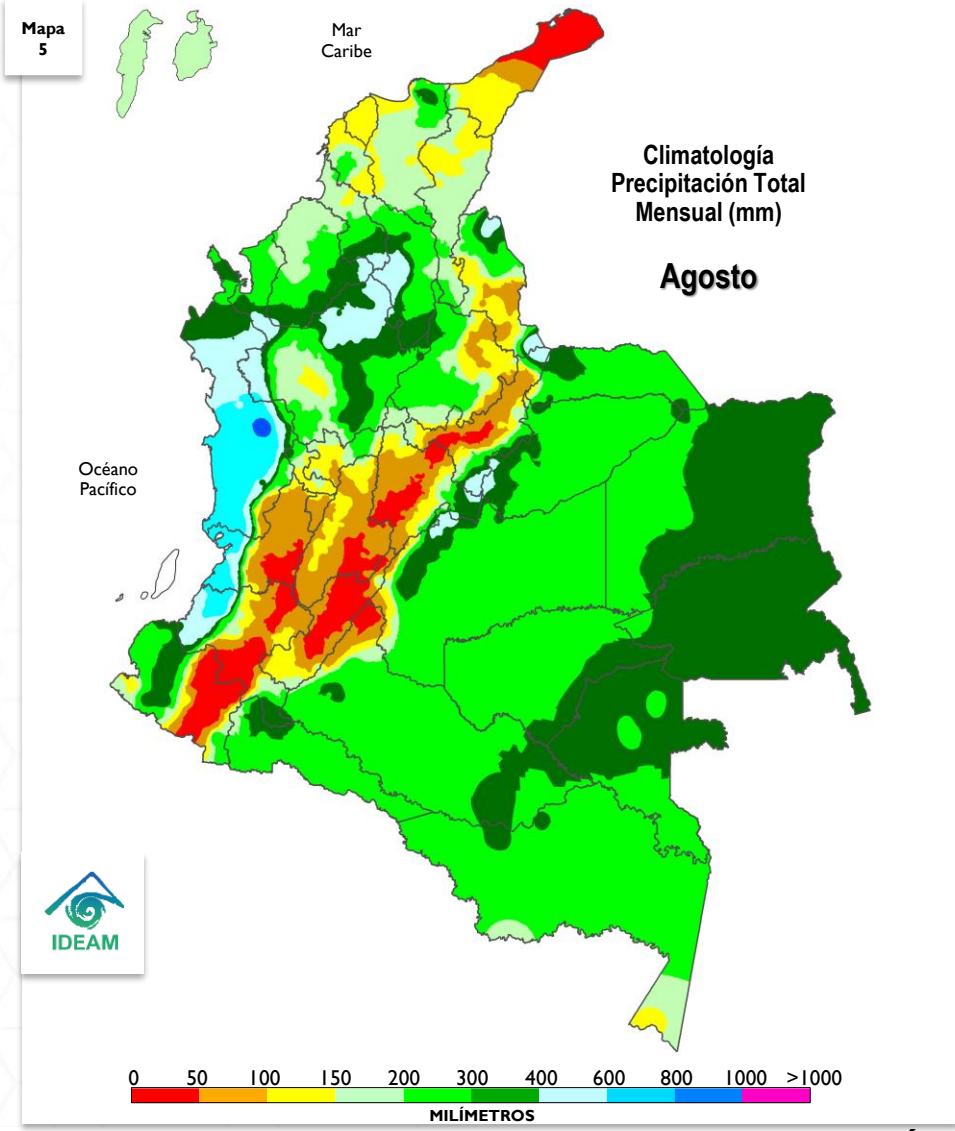 Mapa
5
Mar
Caribe
Climatología
Precipitación Total
Mensual (mm)
Agosto
Océano
Pacífico
IDEAM
0 50 100 150 200 300 400 600 800 1000 >1000
MILÍMETROS